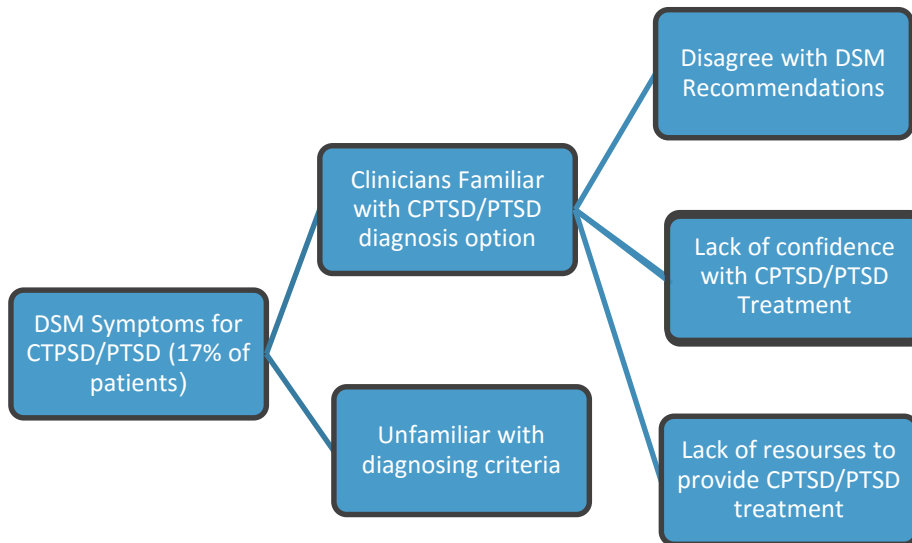 DSM Symptoms for
CTPSD/PTSD (17% of
patients)
Clinicians Familiar
with CPTSD/PTSD
diagnosis option
Unfamiliar with
diagnosing criteria
Disagree with DSM
Recommendations
Lack of confidence
with CPTSD/PTSD
Treatment
Lack of resourses to
provide CPTSD/PTSD
treatment